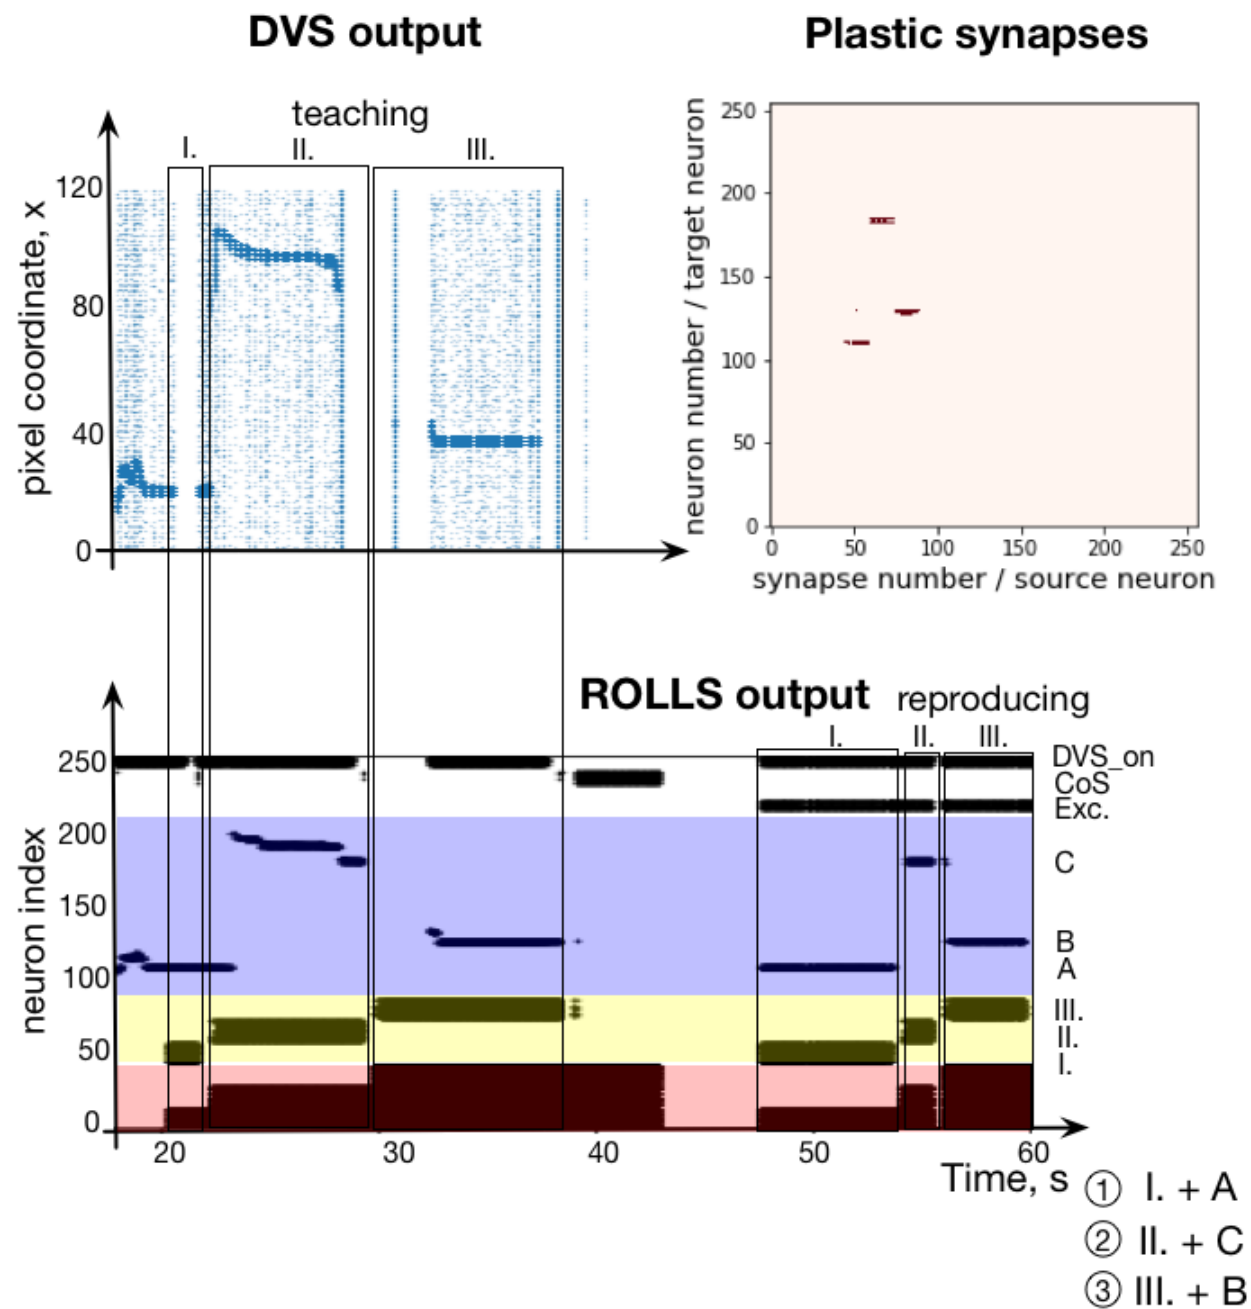 DVS output
Plastic synapses
teaching
I.
II.
III.
120
80
40
0
pixel coordinate, x
250
200
150
100
50
0
neuron number / target neuron
0 50 100 150 200 250
synapse number / source neuron
ROLLS output
reproducing
I.
II.
III.
250
200
150
100
50
0
neuron index
DVS_on
CoS
Exc.
C
B
A
III.
II.
I.
20 30 40 50 60
Time, s
① I. + A
② II. + C
③ III. + B